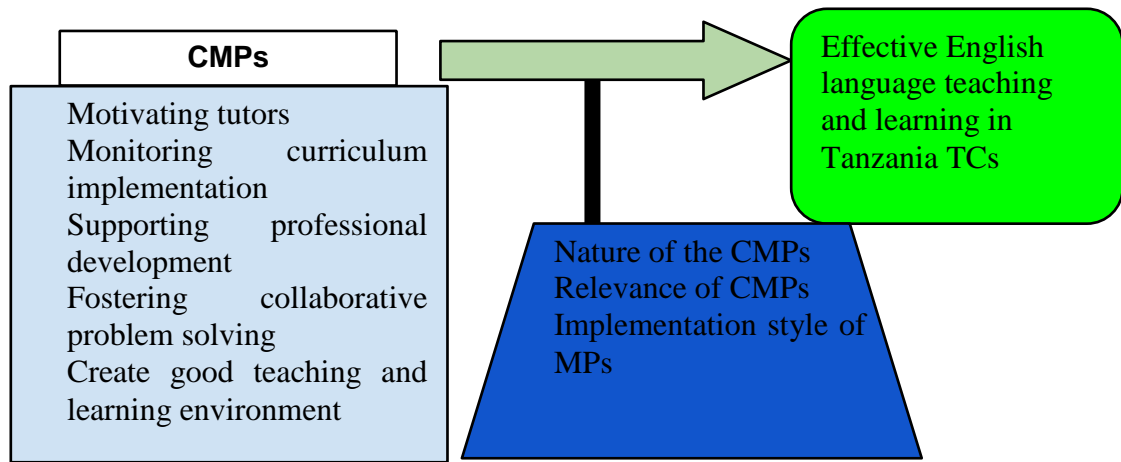 CMPs
Motivating tutors
Monitoring curriculum
implementation
Supporting professional
development
Fostering collaborative
problem solving
Create good teaching and
learning environment
Effective English
language teaching
and learning in
Tanzania TCs
Nature of the CMPs
Relevance of CMPs
Implementation style of
MPs